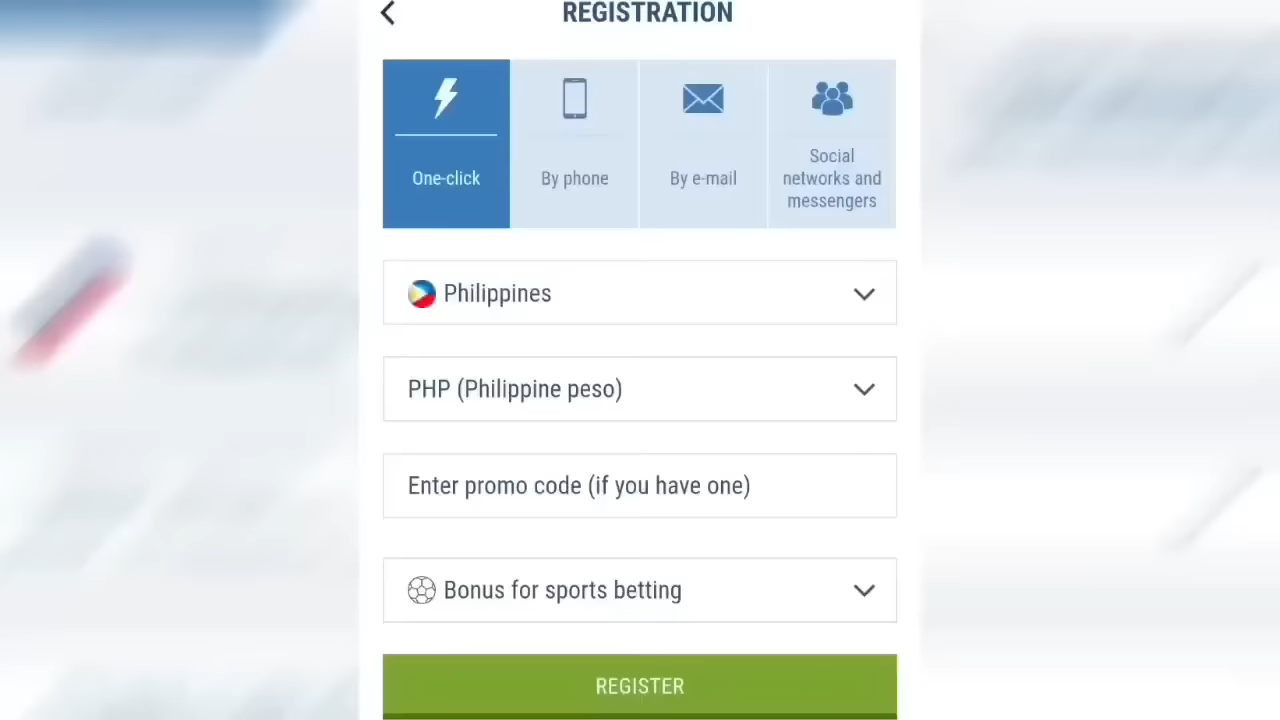 REGISTRATION
One-click
By phone
By e-mail
Social
networks and
messengers
Philippines
PHP (Philippine peso)
Enter promo code (if you have one)
Bonus for sports betting
REGISTER